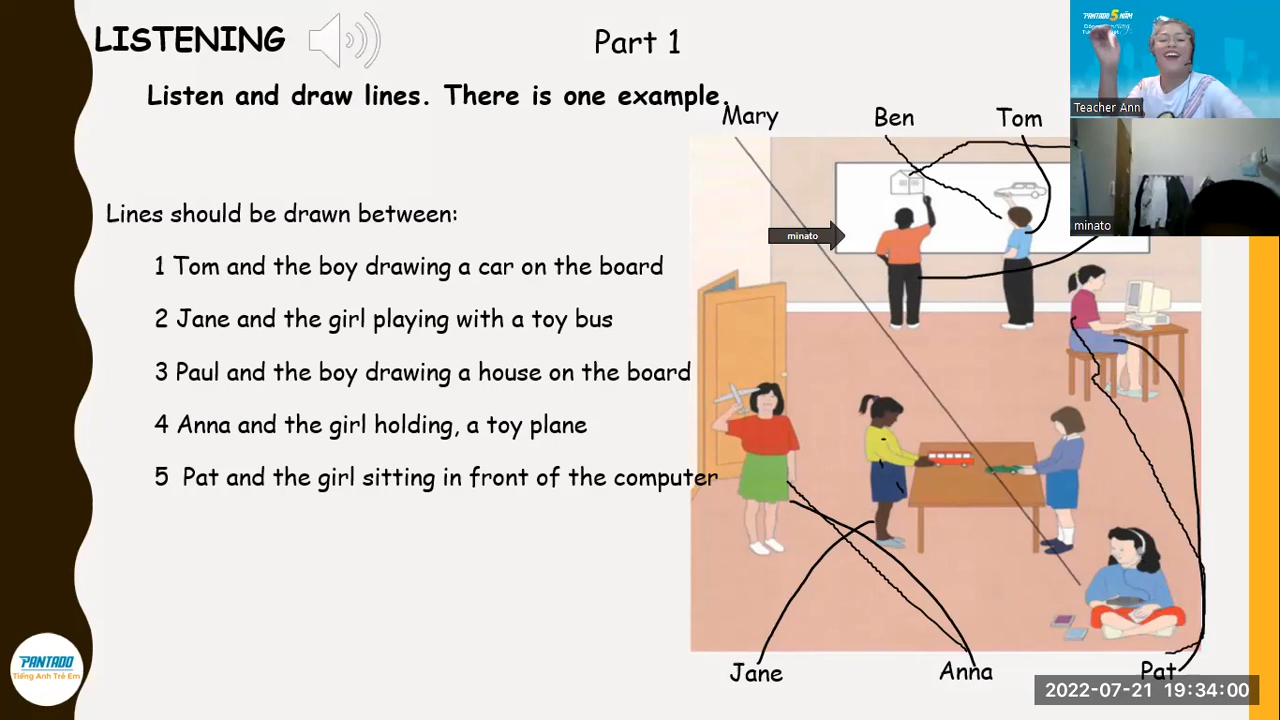 LISTENING
Part 1
Listen and draw lines. There is one example.
Mary
Ben
Tom
Lines should be drawn between:
1 Tom and the boy drawing a car on the board
2 Jane and the girl playing with a toy bus
3 Paul and the boy drawing a house on the board
4 Anna and the girl holding, a toy plane
5 Pat and the girl sitting in front of the computer
minato
Jane
Anna
Pat
PANTADO
Tiếng Anh Trẻ Em
PANTADO 5 NĂM
Teacher Ann
minato
2022-07-21 19:34:00